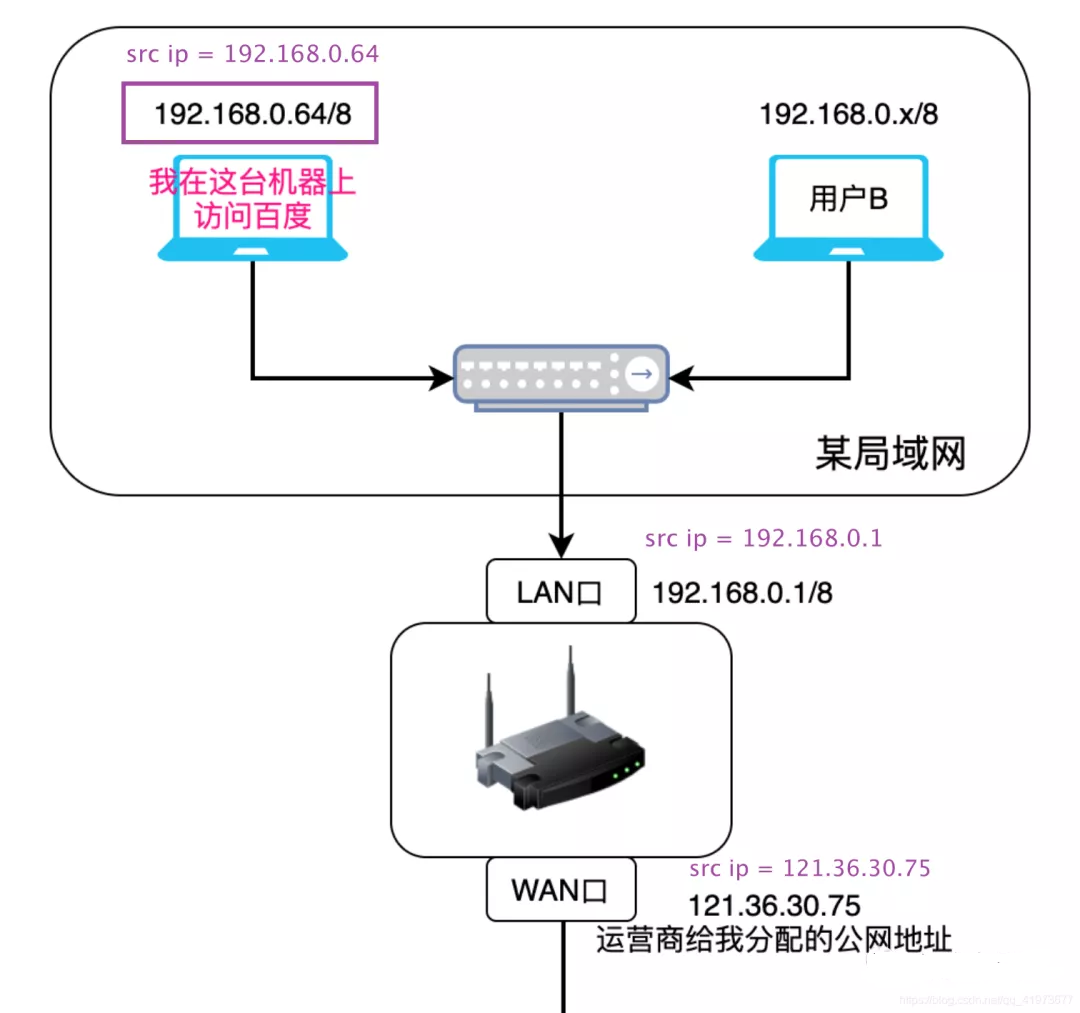 src ip = 192.168.0.64
192.168.0.64/8
192.168.0.x/8
我在这台机器上
访问百度
用户B
某局域网
src ip = 192.168.0.1
LAN口
192.168.0.1/8
src ip = 121.36.30.75
WAN口
121.36.30.75
运营商给我分配的公网地址
https://blog.csdn.net/qq_41973677